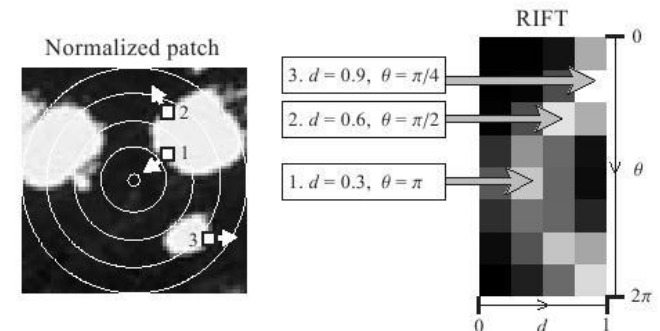 Normalized patch
1
2
3
RIFT
3. d = 0.9, θ = π/4
2. d = 0.6, θ = π/2
1. d = 0.3, θ = π
0
θ
2π
0
d
1